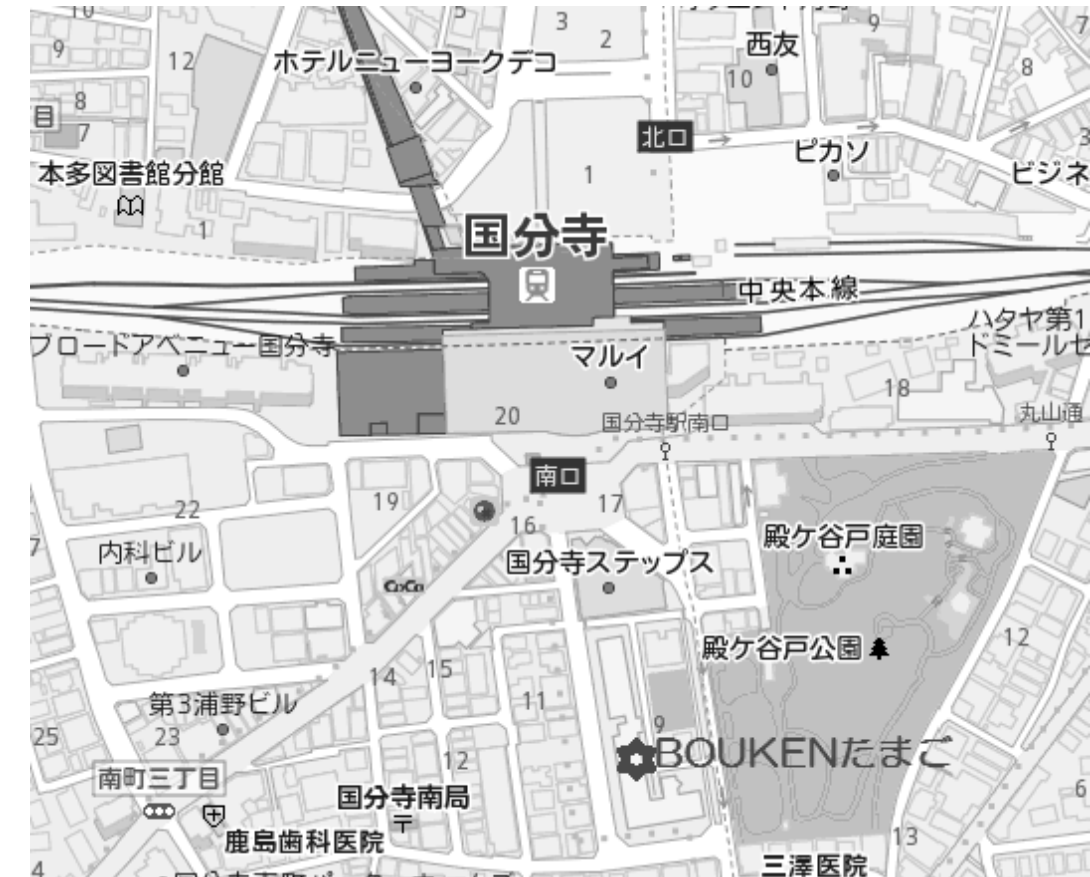 5
3
2
9
12
10
8
7
目
ホテルニューヨークデコ
西友
10
9
8
北口
ピカソ
ビジネ
本多図書館分館
1
1
国分寺
中央本線
ハタヤ第1
ドミールセ
ブロードアベニュー国分寺
マルイ
18
20
国分寺駅南口
丸山通
南口
19
17
16
22
7
内科ビル
CoCo
国分寺ステップス
殿ケ谷戸庭園
殿ケ谷戸公園
12
14
15
11
第3浦野ビル
25
23
12
9
BOUKENたまご
南町三丁目
国分寺南局
〒
鹿島歯科医院
6
13
4
三澤医院